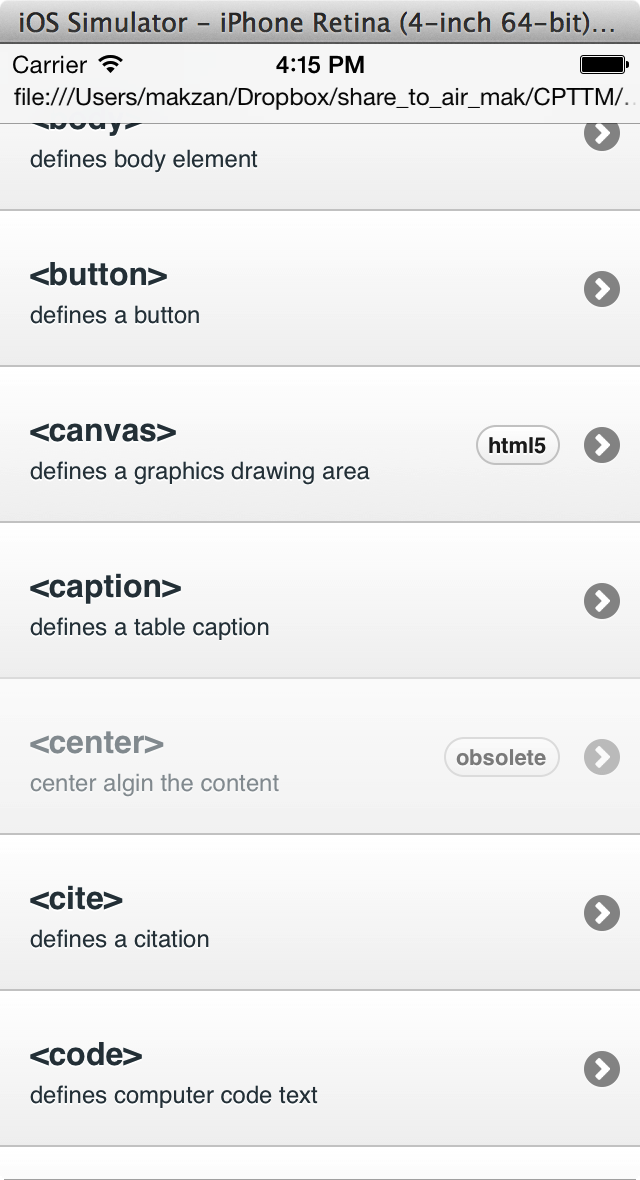 iOS Simulator – iPhone Retina (4-inch 64-bit)...
Carrier 4:15 PM
file:///Users/makzan/Dropbox/share_to_air_mak/CPTTM/...
<body>
defines body element
<button>
defines a button
<canvas>
html5
defines a graphics drawing area
<caption>
defines a table caption
<center>
obsolete
center algin the content
<cite>
defines a citation
<code>
defines computer code text